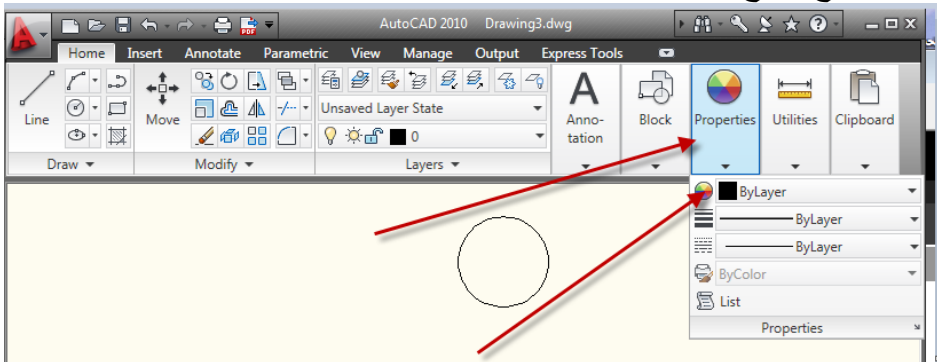 AutoCAD 2010 Drawing3.dwg
Home Insert Annotate Parametric View Manage Output Express Tools
Line
Move
Unsaved Layer State
0
Anno-
tation
Block
Properties
Utilities
Clipboard
Draw
Modify
Layers
ByLayer
ByLayer
ByLayer
ByColor
List
Properties